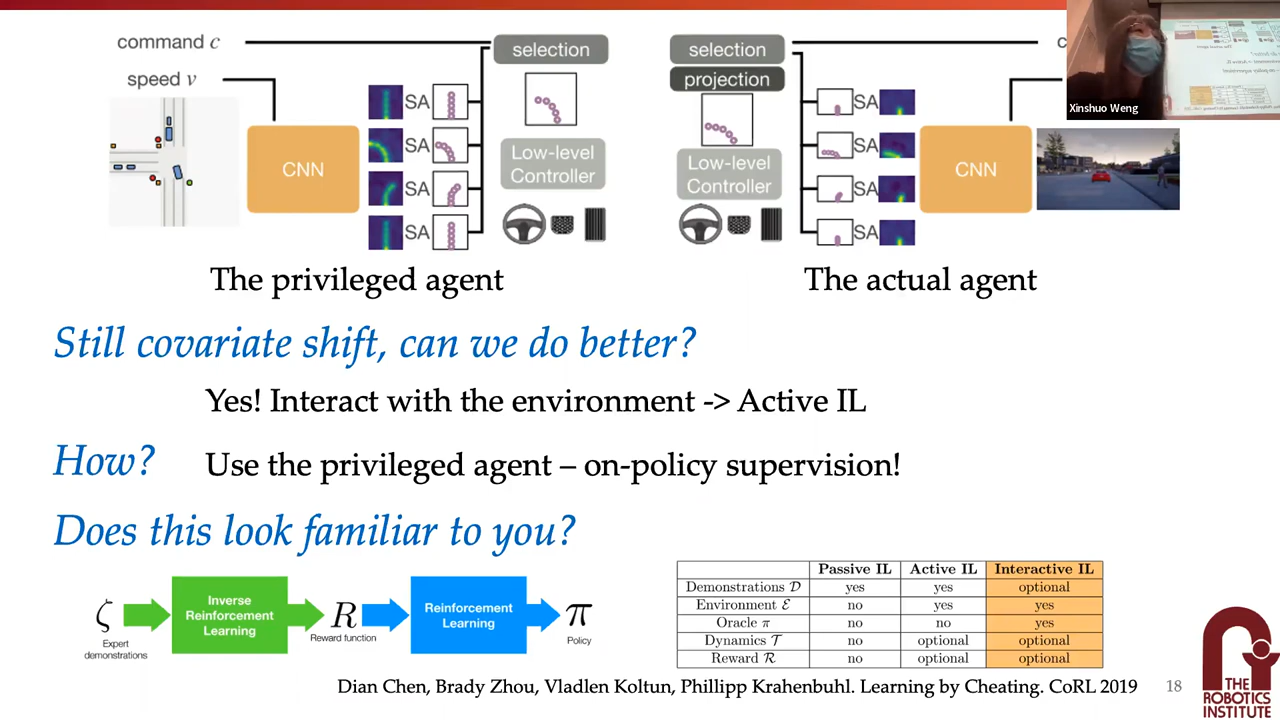 command c
speed v
CNN
SA
SA
SA
SA
selection
Low-level
Controller
The privileged agent
selection
projection
Low-level
Controller
SA
SA
SA
SA
CNN
c
The actual agent
Xinshuo Weng
Still covariate shift, can we do better?
Yes! Interact with the environment -> Active IL
How? Use the privileged agent – on-policy supervision!
Does this look familiar to you?
ζ
Expert
demonstrations
Inverse
Reinforcement
Learning
R
Reward function
Reinforcement
Learning
π
Policy
Passive IL Active IL Interactive IL
Demonstrations 𝒟 yes yes optional
Environment ℰ no yes yes
Oracle π no no yes
Dynamics 𝒯 no optional optional
Reward ℛ no optional optional
Dian Chen, Brady Zhou, Vladlen Koltun, Phillipp Krahenbuhl. Learning by Cheating. CoRL 2019
18
THE
ROBOTICS
INSTITUTE